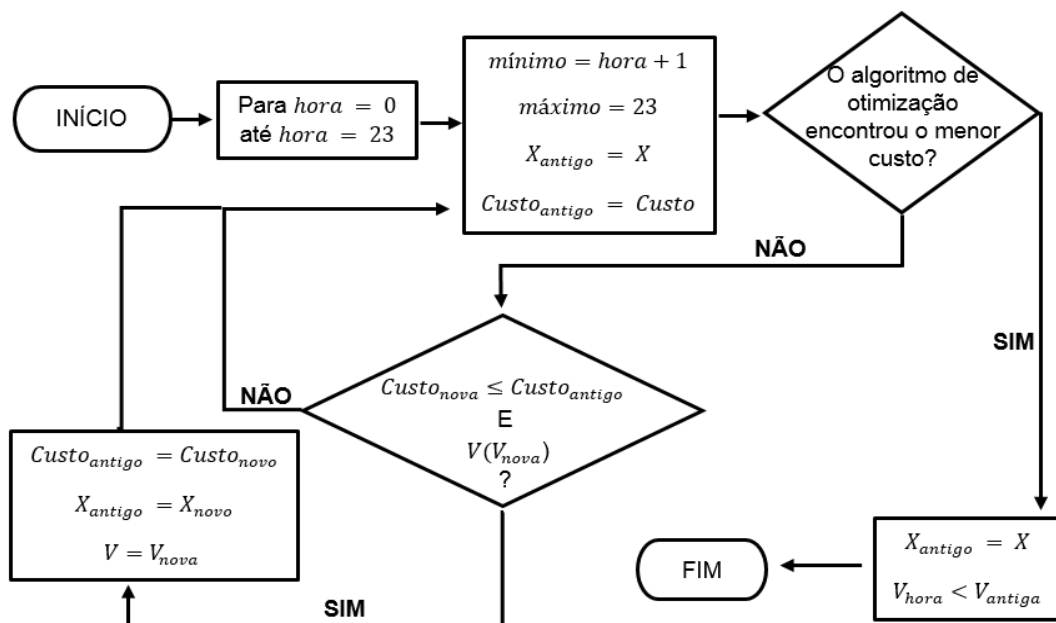 INÍCIO
Para hora = 0
até hora = 23
mínimo = hora + 1
máximo = 23
X_antigo = X
Custo_antigo = Custo
O algoritmo de
otimização
encontrou o menor
custo?
NÃO
SIM
Custo_nova ≤ Custo_antigo
E
V(V_nova)
?
NÃO
SIM
Custo_antigo = Custo_novo
X_antigo = X_novo
V = V_nova
X_antigo = X
V_hora < V_antiga
FIM